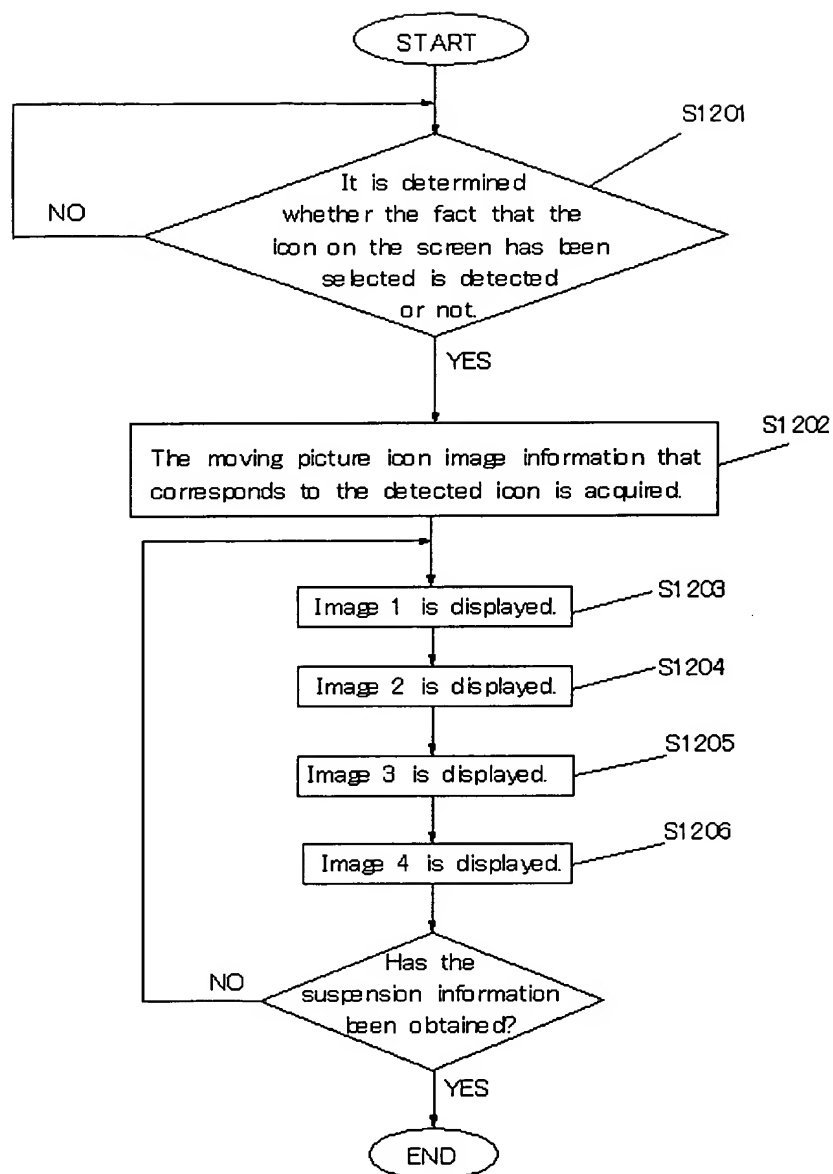 START
S1201
It is determined
whether the fact that the
icon on the screen has been
selected is detected
or not.
NO
YES
S1202
The moving picture icon image information that
corresponds to the detected icon is acquired.
S1203
Image 1 is displayed.
S1204
Image 2 is displayed.
S1205
Image 3 is displayed.
S1206
Image 4 is displayed.
Has the
suspension information
been obtained?
NO
YES
END